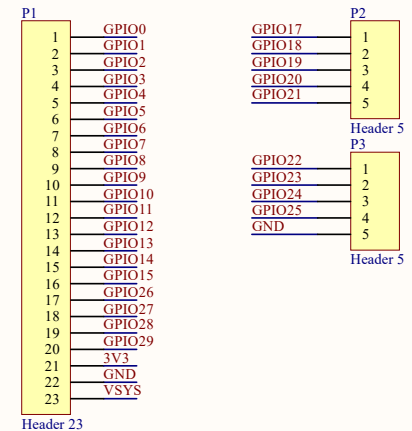 P1
1 GPIO0
2 GPIO1
3 GPIO2
4 GPIO3
5 GPIO4
6 GPIO5
7 GPIO6
8 GPIO7
9 GPIO8
10 GPIO9
11 GPIO10
12 GPIO11
13 GPIO12
14 GPIO13
15 GPIO14
16 GPIO15
17 GPIO26
18 GPIO27
19 GPIO28
20 GPIO29
21 3V3
22 GND
23 VSYS
Header 23
P2
GPIO17 1
GPIO18 2
GPIO19 3
GPIO20 4
GPIO21 5
Header 5
P3
GPIO22 1
GPIO23 2
GPIO24 3
GPIO25 4
GND 5
Header 5